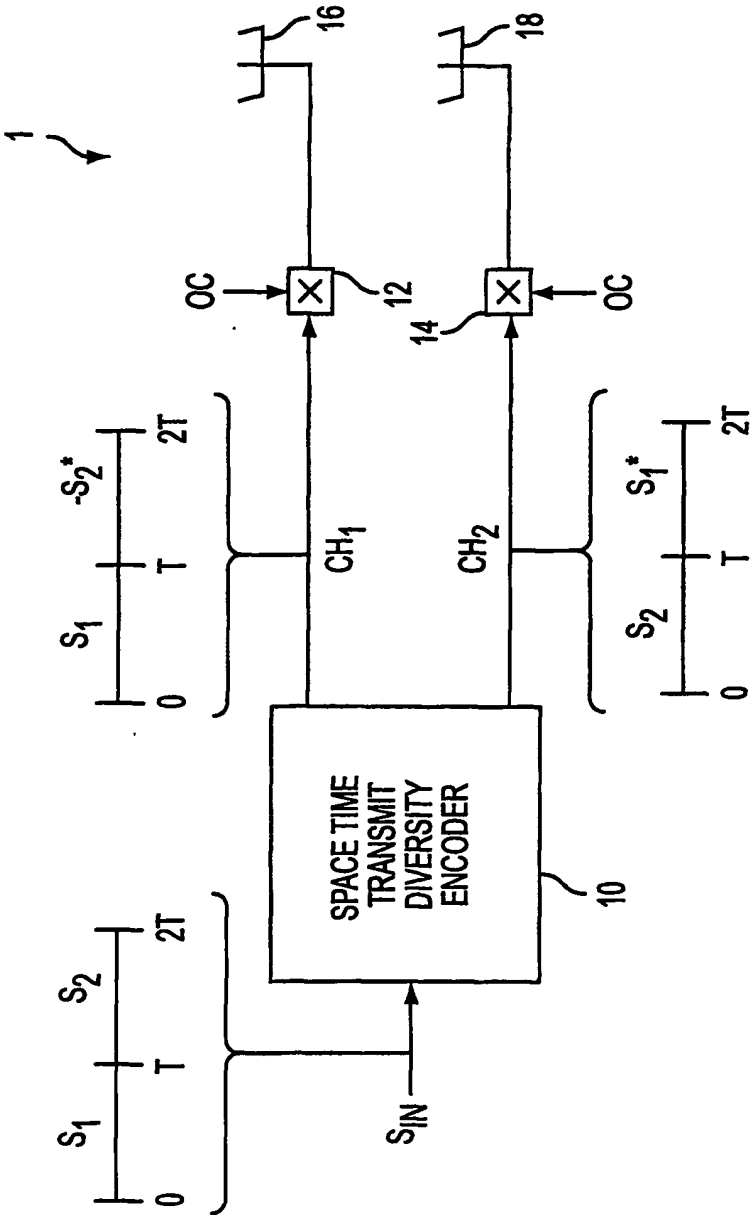 1
S1 S2
0 T 2T
SIN
SPACE TIME
TRANSMIT
DIVERSITY
ENCODER
10
S1 -S2*
0 T 2T
CH1
OC
12
16
CH2
14
OC
18
S2 S1*
0 T 2T